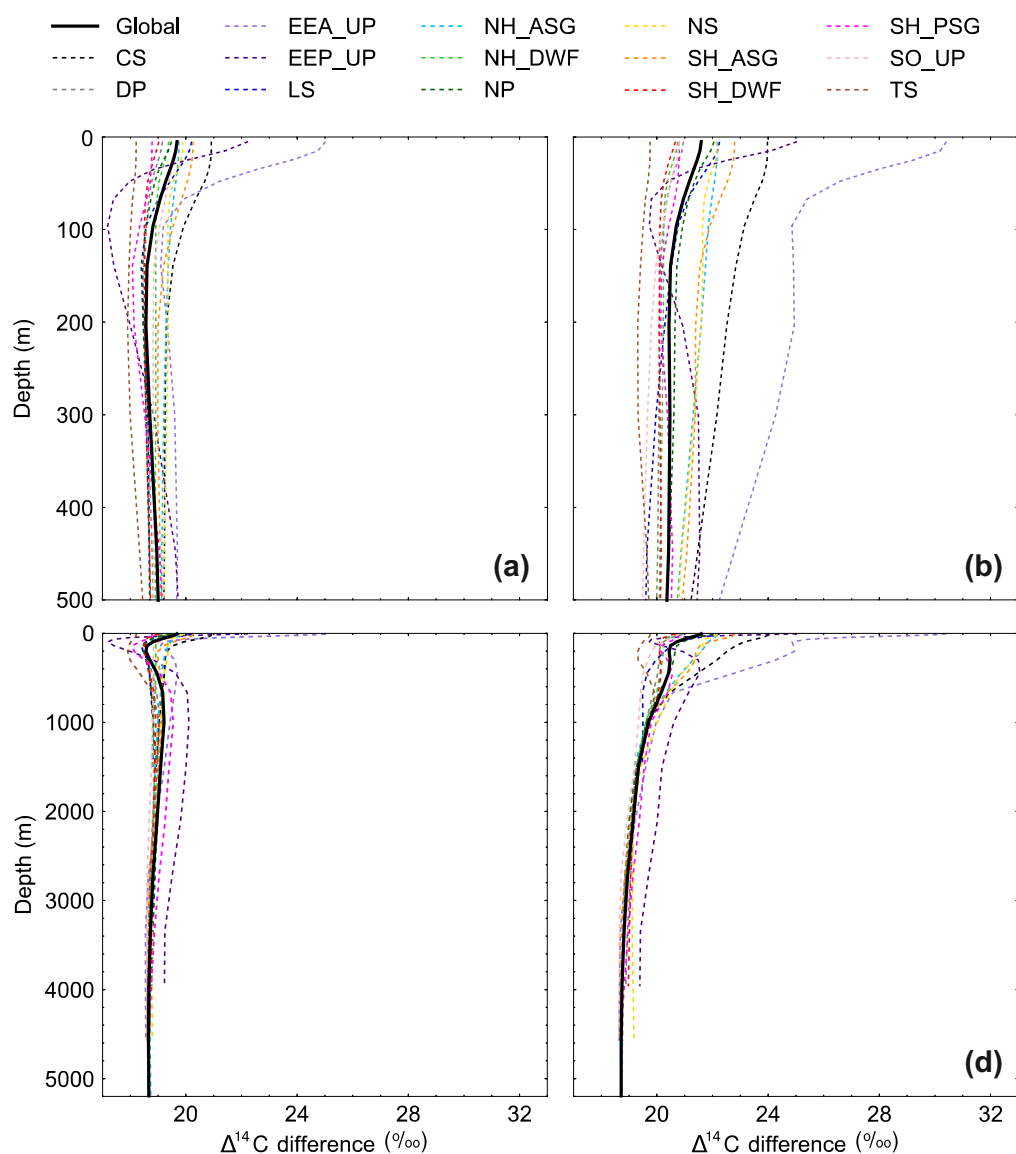 Global EEA_UP NH_ASG NS SH_PSG
CS EEP_UP NH_DWF SH_ASG SO_UP
DP LS NP SH_DWF TS
0
100
200
300
400
500
Depth (m)
(a)
(b)
0
1000
2000
3000
4000
5000
Depth (m)
(d)
20 24 28 32
20 24 28 32
Δ¹⁴C difference (‰)
Δ¹⁴C difference (‰)